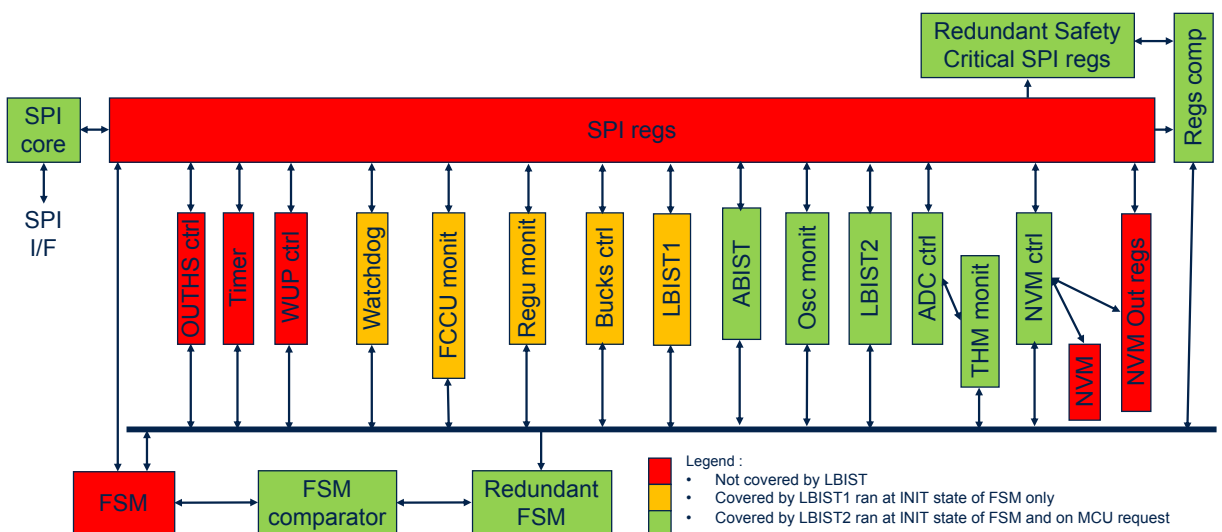 Redundant Safety
Critical SPI regs
Regs comp
SPI
core
SPI regs
SPI
I/F
OUTHS ctrl
Timer
WUP ctrl
Watchdog
FCCU monit
Regu monit
Bucks ctrl
LBIST1
ABIST
Osc monit
LBIST2
ADC ctrl
THM monit
NVM ctrl
NVM
NVM Out regs
FSM
FSM
comparator
Redundant
FSM
Legend :
• Not covered by LBIST
• Covered by LBIST1 ran at INIT state of FSM only
• Covered by LBIST2 ran at INIT state of FSM and on MCU request